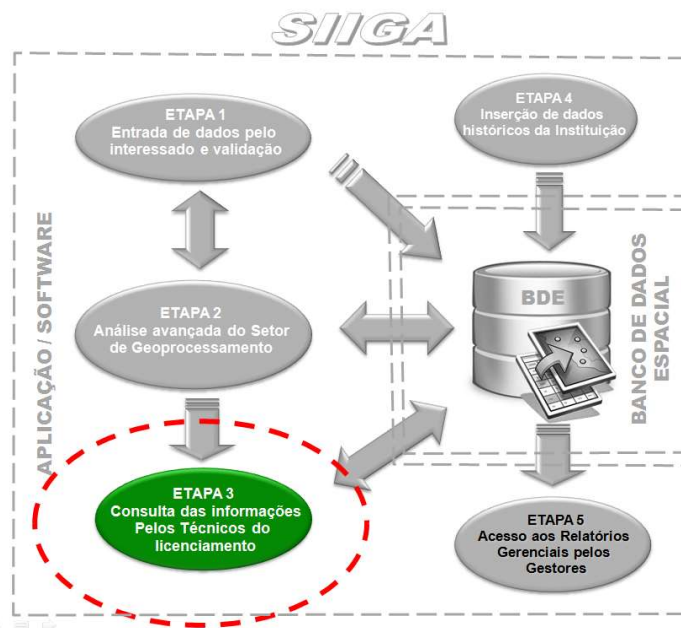 SIIGA
ETAPA 1
Entrada de dados pelo
interessado e validação
ETAPA 4
Inserção de dados
históricos da Instituição
APLICAÇÃO / SOFTWARE
ETAPA 2
Análise avançada do Setor
de Geoprocessamento
BDE
BANCO DE DADOS
ESPACIAL
ETAPA 3
Consulta das informações
Pelos Técnicos do
licenciamento
ETAPA 5
Acesso aos Relatórios
Gerenciais pelos
Gestores